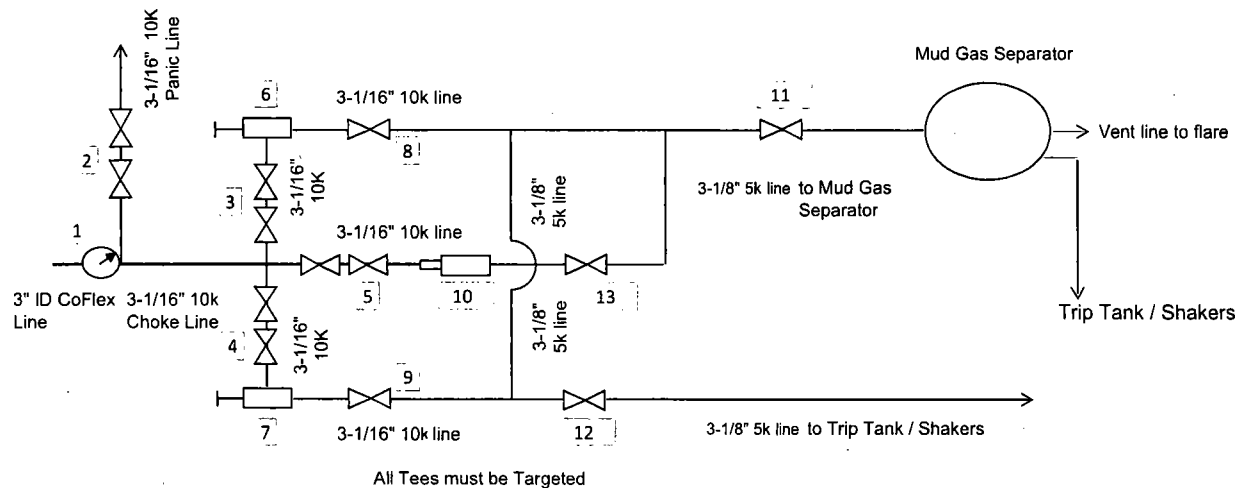 3-1/16" 10K
Panic Line
2
1
3" ID CoFlex
Line
3-1/16" 10k
Choke Line
6
3-1/16" 10k line
8
3
3-1/16"
10K
3-1/16" 10k line
5
10
4
3-1/16"
10K
9
7
3-1/16" 10k line
3-1/8"
5k line
3-1/8"
5k line
13
12
11
Mud Gas Separator
Vent line to flare
3-1/8" 5k line to Mud Gas
Separator
Trip Tank / Shakers
3-1/8" 5k line to Trip Tank / Shakers
All Tees must be Targeted